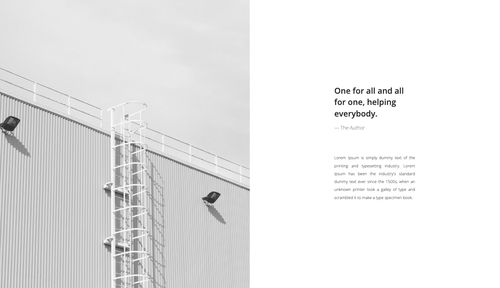 One for all and all
for one, helping
everybody.
— The Author
Lorem Ipsum is simply dummy text of the
printing and typesetting industry. Lorem
Ipsum has been the industry's standard
dummy text ever since the 1500s, when an
unknown printer took a galley of type and
scrambled it to make a type specimen book.